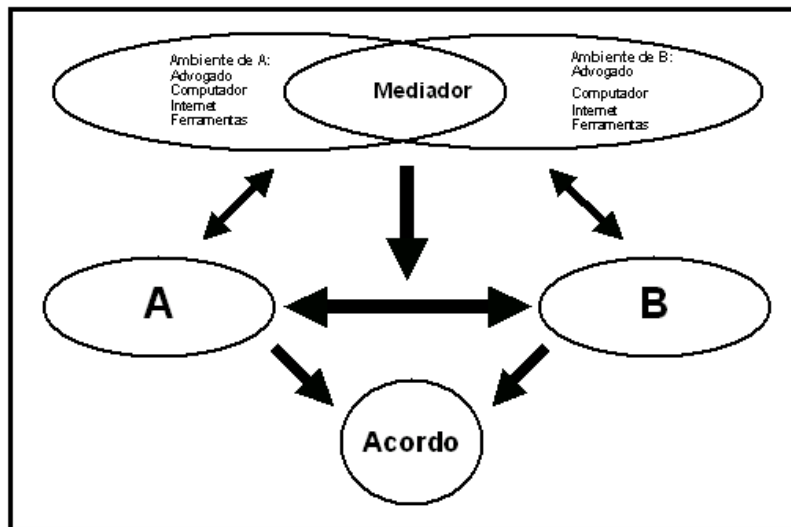 Ambiente de A:
Advogado
Computador
Internet
Ferramentas
Mediador
Ambiente de B:
Advogado
Computador
Internet
Ferramentas
A
B
Acordo